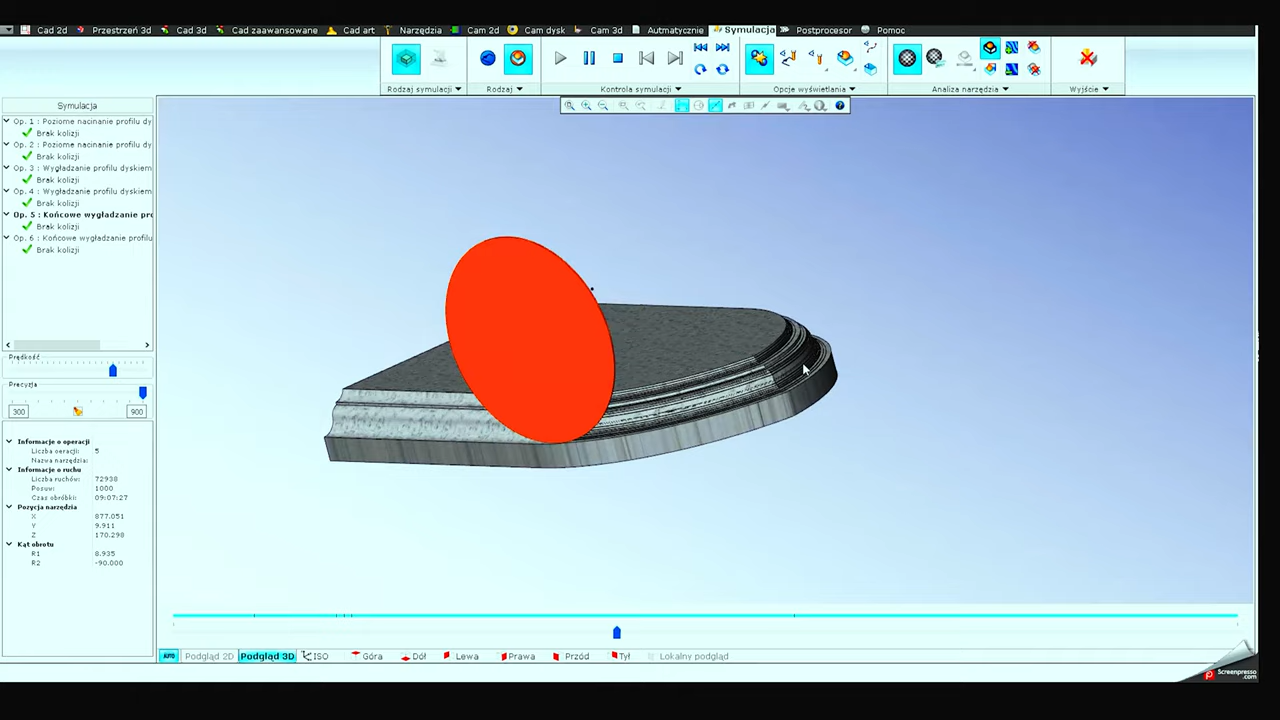 Cad 2d Przestrzeń 3d Cad 3d Cad zaawansowane Cad art Narzędzia Cam 2d Cam dysk Cam 3d Autmatycznie Symulacja Postprocesor Pomoc
Rodzaj symulacji Rodzaj Kontrola symulacji Opcje wyświetlania Analiza narzędzia Wyjście
Symulacja
Op. 1 : Poziome nacinanie profilu dy
Brak kolizji
Op. 2 : Poziome nacinanie profilu dy
Brak kolizji
Op. 3 : Wygładzanie profilu dyskiem
Brak kolizji
Op. 4 : Wygładzanie profilu dyskiem
Brak kolizji
Op. 5 : Końcowe wygładzanie pro
Brak kolizji
Op. 6 : Końcowe wygładzanie profilu
Brak kolizji
Prędkość
Precyzja
300 900
Informacje o operacji
Liczba oeracji: 5
Nazwa narzędzia:
Informacje o ruchu
Liczba ruchów: 72938
Posuw: 1000
Czas obróbki: 09:07:27
Pozycja narzędzia
X 877.051
Y 9.911
Z 170.298
Kąt obrotu
R1 8.935
R2 -90.000
AUTO Podgląd 2D Podgląd 3D ISO Góra Dół Lewa Prawa Przód Tył Lokalny podgląd
Screenpresso
.com